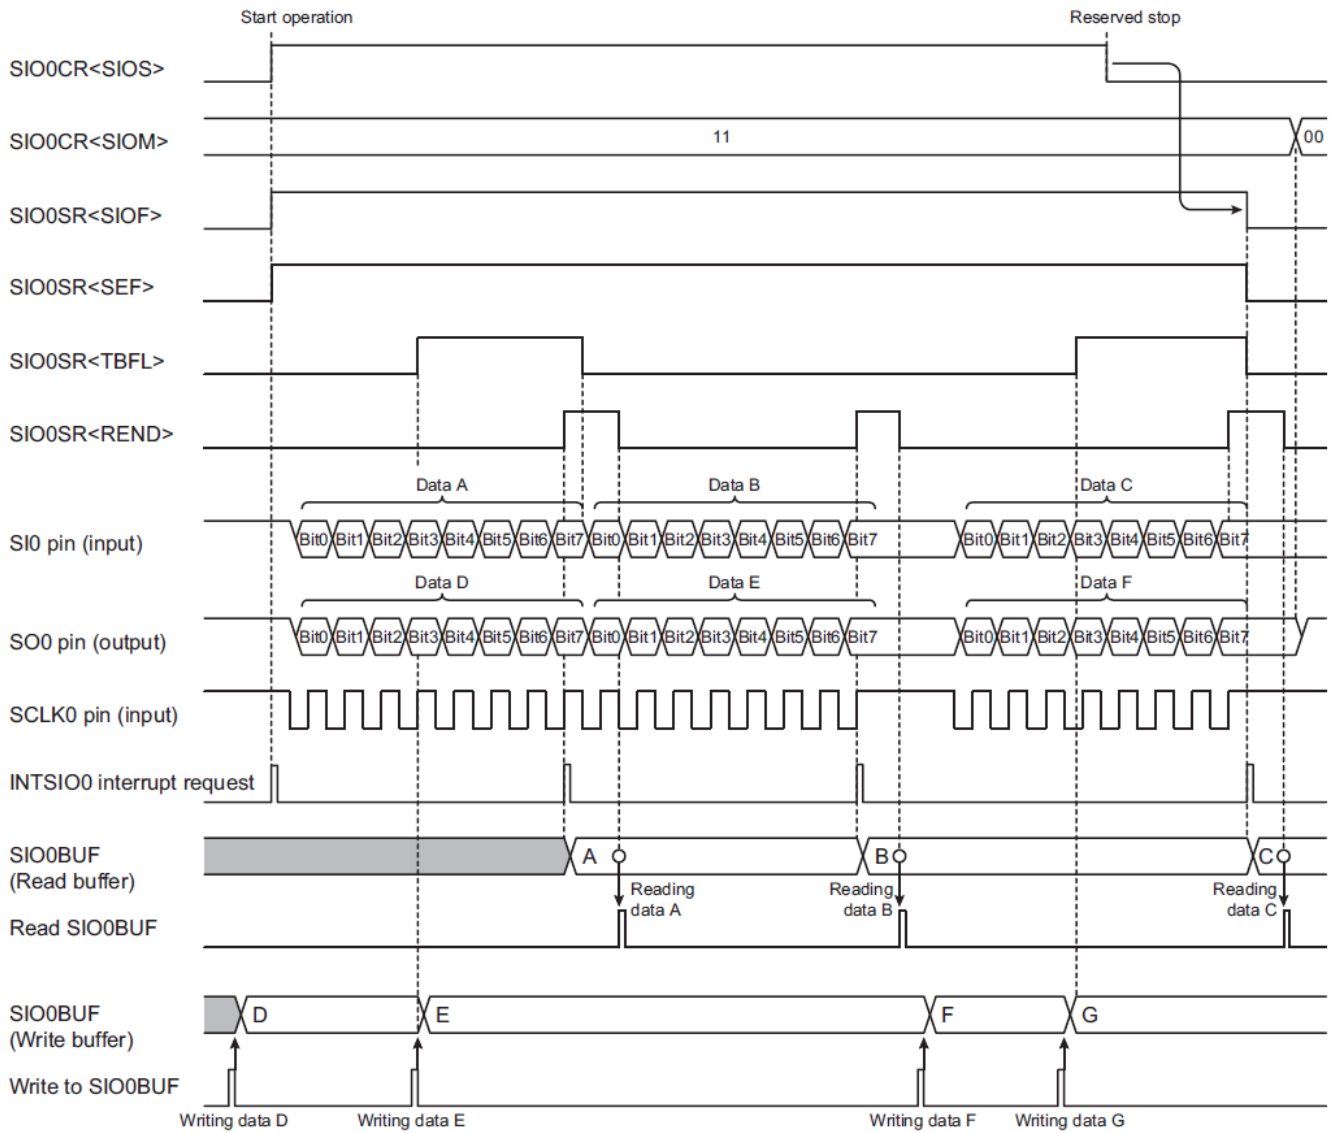 Start operation Reserved stop
SIO0CR<SIOS>
SIO0CR<SIOM> 11 00
SIO0SR<SIOF>
SIO0SR<SEF>
SIO0SR<TBFL>
SIO0SR<REND>
Data A Data B Data C
SI0 pin (input) Bit0 Bit1 Bit2 Bit3 Bit4 Bit5 Bit6 Bit7 Bit0 Bit1 Bit2 Bit3 Bit4 Bit5 Bit6 Bit7 Bit0 Bit1 Bit2 Bit3 Bit4 Bit5 Bit6 Bit7
Data D Data E Data F
SO0 pin (output) Bit0 Bit1 Bit2 Bit3 Bit4 Bit5 Bit6 Bit7 Bit0 Bit1 Bit2 Bit3 Bit4 Bit5 Bit6 Bit7 Bit0 Bit1 Bit2 Bit3 Bit4 Bit5 Bit6 Bit7
SCLK0 pin (input)
INTSIO0 interrupt request
SIO0BUF A B C
(Read buffer)
Reading Reading Reading
data A data B data C
Read SIO0BUF
SIO0BUF D E F G
(Write buffer)
Write to SIO0BUF
Writing data D Writing data E Writing data F Writing data G